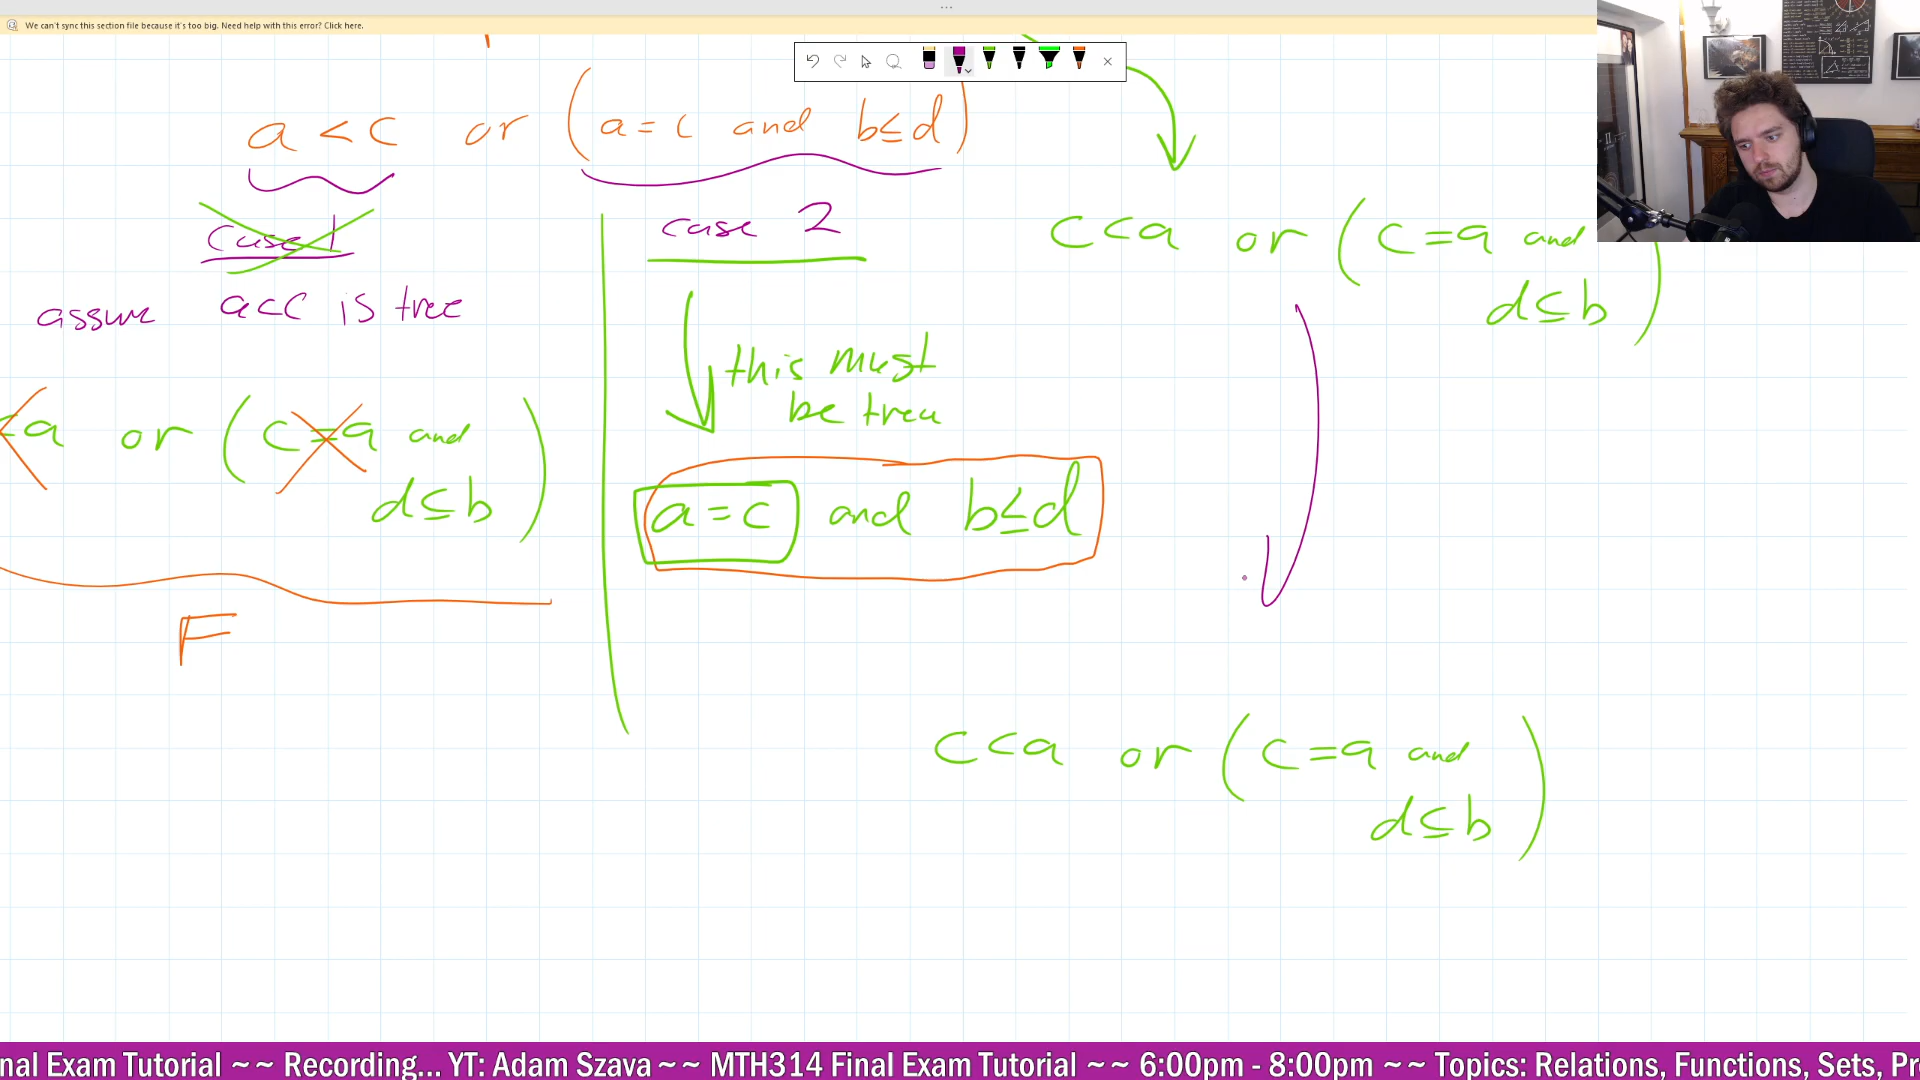 We can't sync this section file because it's too big. Need help with this error? Click here.
a < c or (a = c and b ≤ d)
case 1
assume a<c is tree
<a or (c=a and
d≤b)
F
case 2
this must
be treu
a = c and b≤d
c<a or (c=a and
d≤b)
c<a or (c=a and
d≤b)
nal Exam Tutorial ~~ Recording... YT: Adam Szava ~~ MTH314 Final Exam Tutorial ~~ 6:00pm - 8:00pm ~~ Topics: Relations, Functions, Sets, Pr